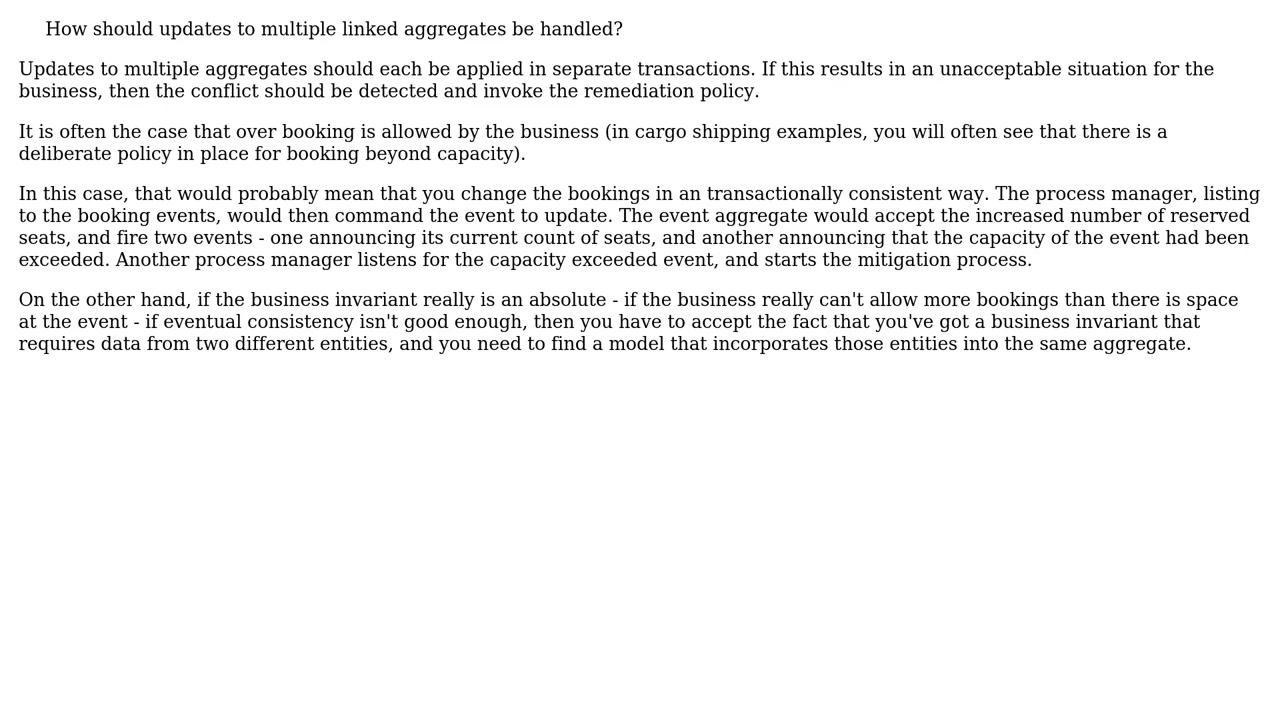 How should updates to multiple linked aggregates be handled?
Updates to multiple aggregates should each be applied in separate transactions. If this results in an unacceptable situation for the
business, then the conflict should be detected and invoke the remediation policy.
It is often the case that over booking is allowed by the business (in cargo shipping examples, you will often see that there is a
deliberate policy in place for booking beyond capacity).
In this case, that would probably mean that you change the bookings in an transactionally consistent way. The process manager, listing
to the booking events, would then command the event to update. The event aggregate would accept the increased number of reserved
seats, and fire two events - one announcing its current count of seats, and another announcing that the capacity of the event had been
exceeded. Another process manager listens for the capacity exceeded event, and starts the mitigation process.
On the other hand, if the business invariant really is an absolute - if the business really can't allow more bookings than there is space
at the event - if eventual consistency isn't good enough, then you have to accept the fact that you've got a business invariant that
requires data from two different entities, and you need to find a model that incorporates those entities into the same aggregate.